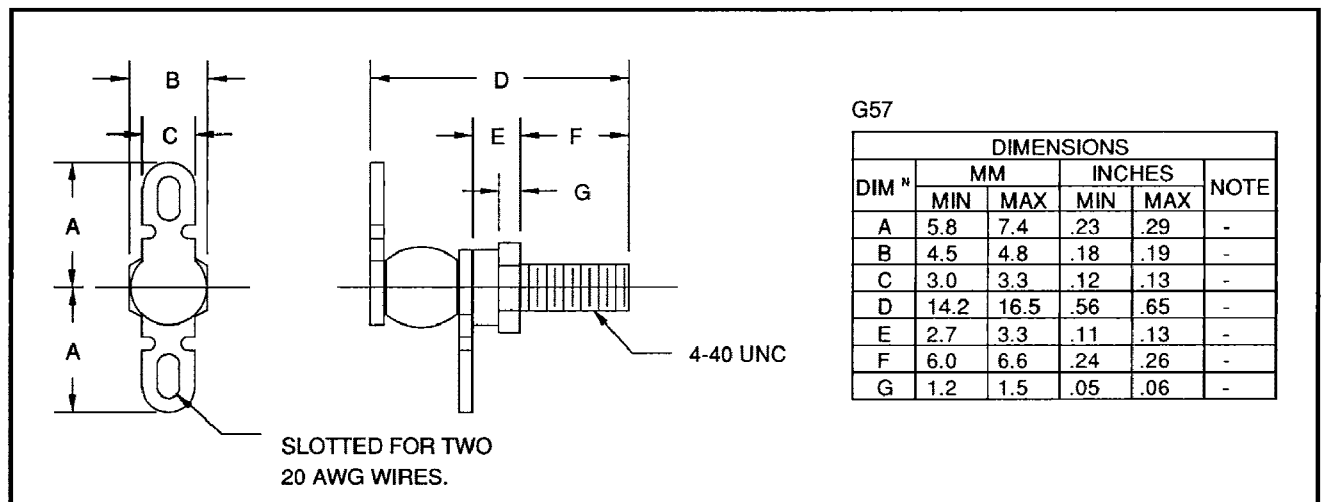 B
C
A
A
SLOTTED FOR TWO
20 AWG WIRES.
D
E
F
G
4-40 UNC
G57
DIMENSIONS
DIM N MM INCHES NOTE
MIN MAX MIN MAX
A 5.8 7.4 .23 .29 -
B 4.5 4.8 .18 .19 -
C 3.0 3.3 .12 .13 -
D 14.2 16.5 .56 .65 -
E 2.7 3.3 .11 .13 -
F 6.0 6.6 .24 .26 -
G 1.2 1.5 .05 .06 -